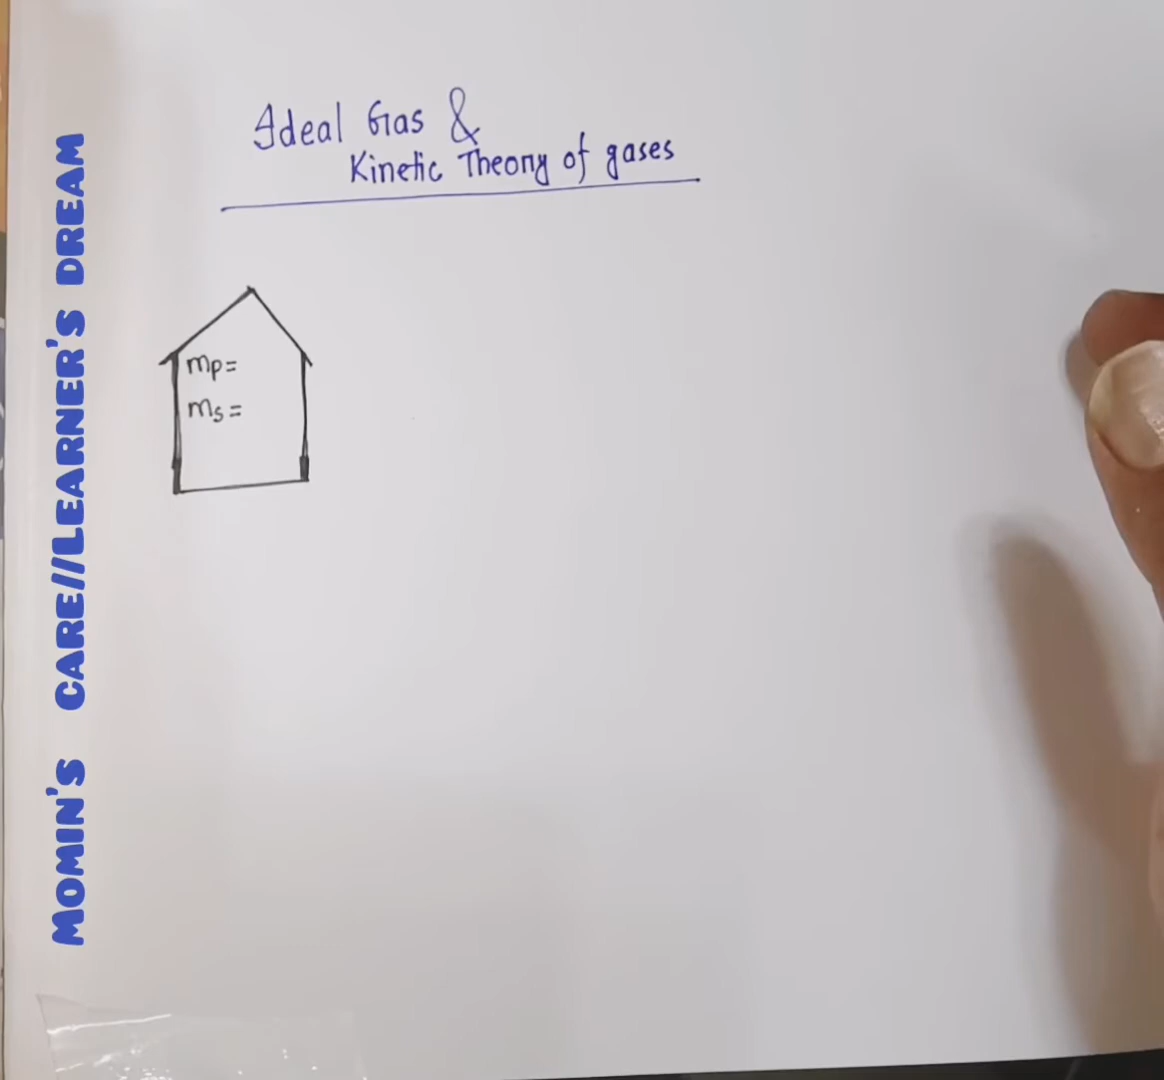 Ideal Gas &
Kinetic Theory of gases
mp=
ms=
MOMIN'S CARE//LEARNER'S DREAM